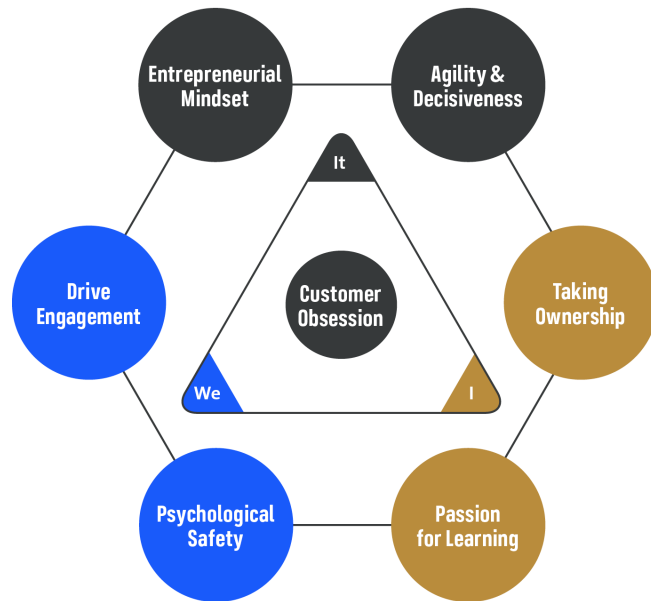 Entrepreneurial
Mindset
Agility &
Decisiveness
It
Drive
Engagement
Customer
Obsession
Taking
Ownership
We
I
Psychological
Safety
Passion
for Learning